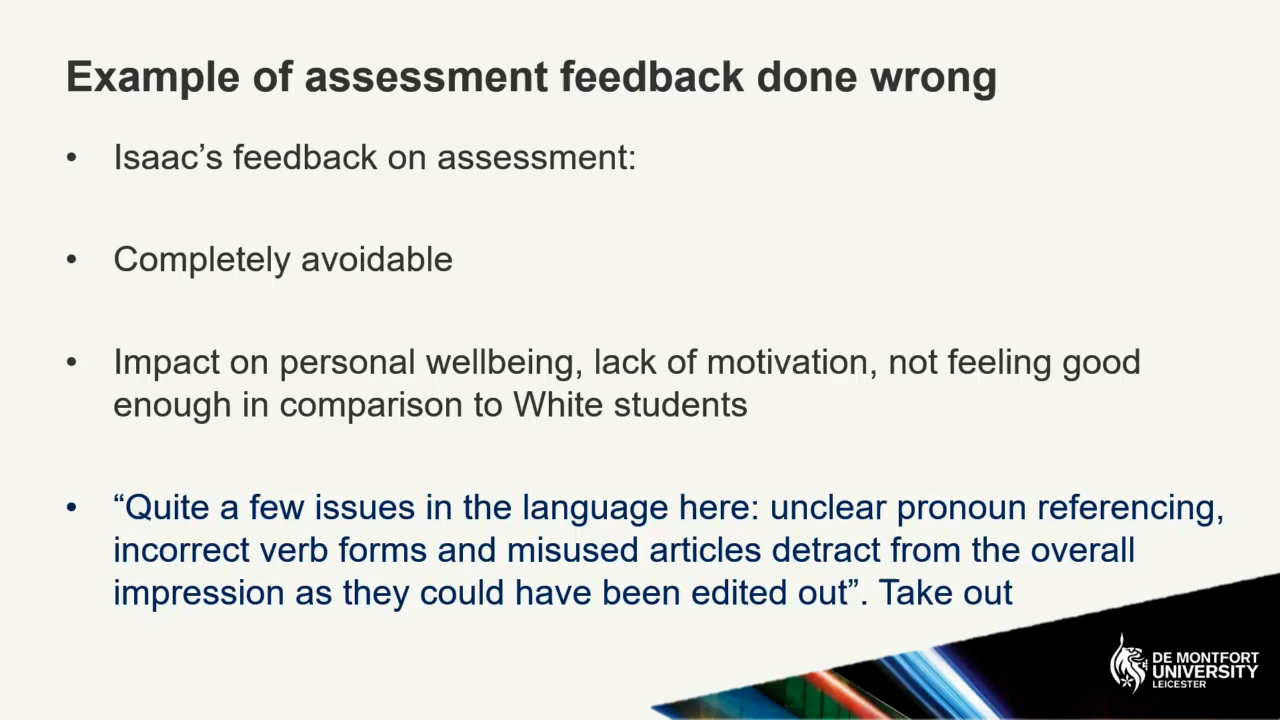 Example of assessment feedback done wrong
• Isaac’s feedback on assessment:
• Completely avoidable
• Impact on personal wellbeing, lack of motivation, not feeling good
enough in comparison to White students
• “Quite a few issues in the language here: unclear pronoun referencing,
incorrect verb forms and misused articles detract from the overall
impression as they could have been edited out”. Take out
DE MONTFORT
UNIVERSITY
LEICESTER